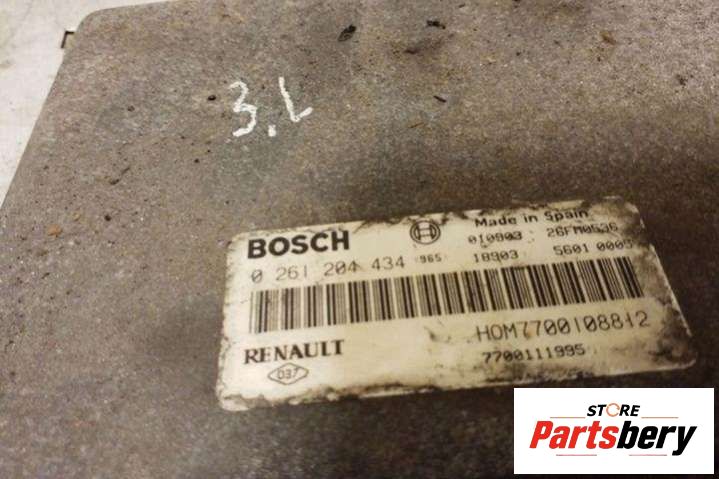 3.L
Made in Spain
BOSCH 010903 26FM0536
0 261 204 434 965 18903 5601 0005
HOM7700108812
RENAULT 7700111995
D37
STORE
Partsbery